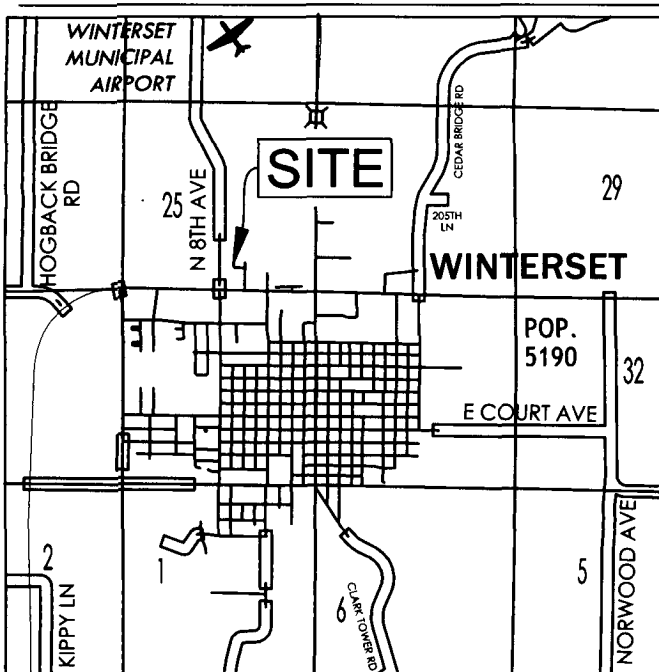 WINTERSET
MUNICIPAL
AIRPORT
HOGBACK BRIDGE
RD
25
N 8TH AVE
SITE
CEDAR BRIDGE RD
205TH
LN
29
WINTERSET
POP.
5190
32
E COURT AVE
2
KIPPY LN
1
6
CLARK TOWER RD
5
NORWOOD AVE